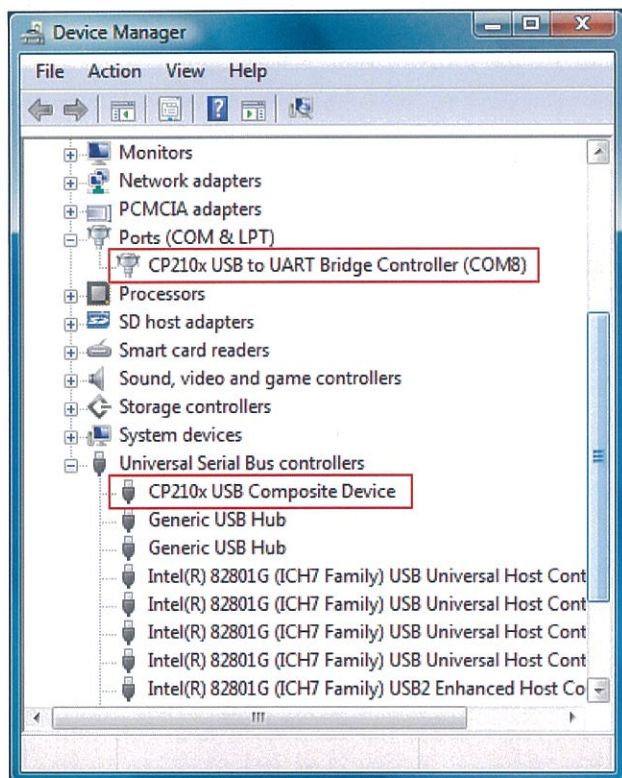 Device Manager
File Action View Help
Monitors
Network adapters
PCMCIA adapters
Ports (COM & LPT)
CP210x USB to UART Bridge Controller (COM8)
Processors
SD host adapters
Smart card readers
Sound, video and game controllers
Storage controllers
System devices
Universal Serial Bus controllers
CP210x USB Composite Device
Generic USB Hub
Generic USB Hub
Intel(R) 82801G (ICH7 Family) USB Universal Host Cont
Intel(R) 82801G (ICH7 Family) USB Universal Host Cont
Intel(R) 82801G (ICH7 Family) USB Universal Host Cont
Intel(R) 82801G (ICH7 Family) USB Universal Host Cont
Intel(R) 82801G (ICH7 Family) USB2 Enhanced Host Co